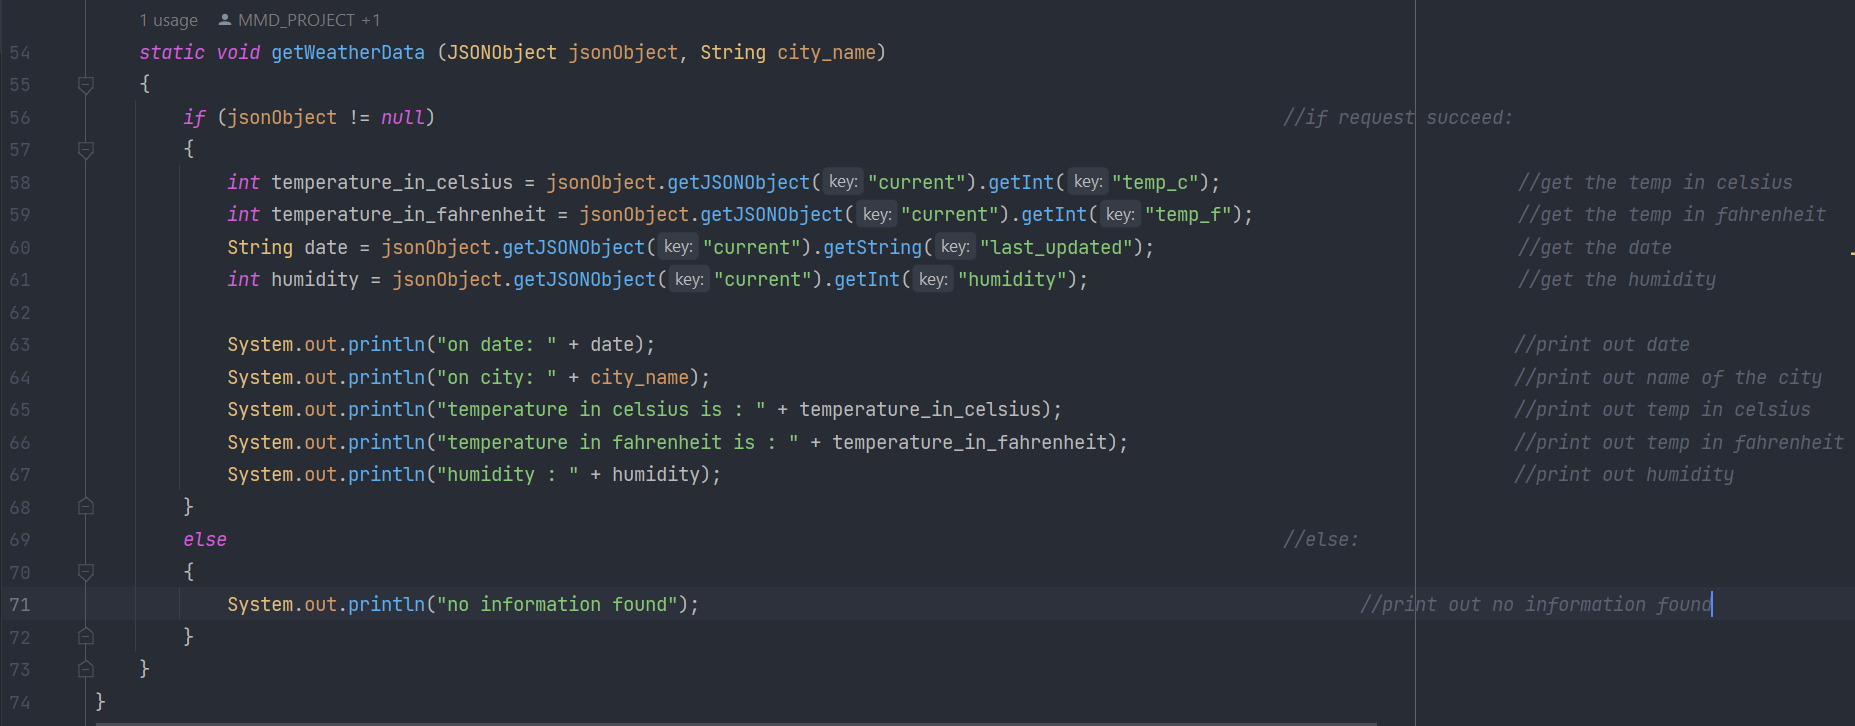 1 usage MMD_PROJECT +1
54 static void getWeatherData (JSONObject jsonObject, String city_name)
55 {
56 if (jsonObject != null) //if request succeed:
57 {
58 int temperature_in_celsius = jsonObject.getJSONObject( key: "current").getInt( key: "temp_c"); //get the temp in celsius
59 int temperature_in_fahrenheit = jsonObject.getJSONObject( key: "current").getInt( key: "temp_f"); //get the temp in fahrenheit
60 String date = jsonObject.getJSONObject( key: "current").getString( key: "last_updated"); //get the date
61 int humidity = jsonObject.getJSONObject( key: "current").getInt( key: "humidity"); //get the humidity
62
63 System.out.println("on date: " + date); //print out date
64 System.out.println("on city: " + city_name); //print out name of the city
65 System.out.println("temperature in celsius is : " + temperature_in_celsius); //print out temp in celsius
66 System.out.println("temperature in fahrenheit is : " + temperature_in_fahrenheit); //print out temp in fahrenheit
67 System.out.println("humidity : " + humidity); //print out humidity
68 }
69 else //else:
70 {
71 System.out.println("no information found"); //print out no information found
72 }
73 }
74 }